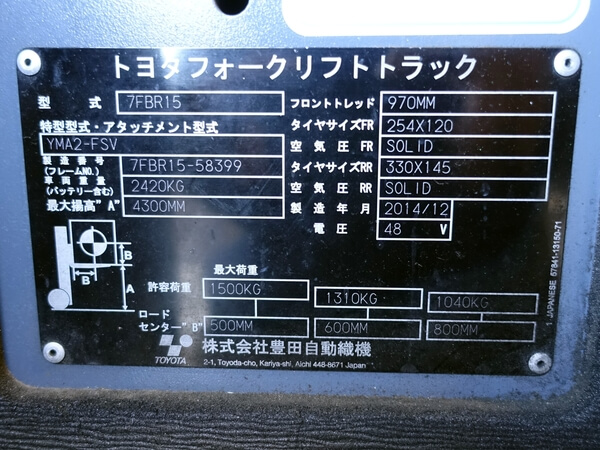 トヨタフォークリフトトラック
型式 7FBR15
特型型式・アタッチメント型式
YMA2-FSV
製造番号
(フレームNO.) 7FBR15-58399
車両重量
(バッテリー含む) 2420KG
最大揚高"A" 4300MM
フロントトレッド 970MM
タイヤサイズFR 254X120
空気圧FR SOLID
タイヤサイズRR 330X145
空気圧RR SOLID
製造年月 2014/12
電圧 48 V
B
B
A
最大荷重
許容荷重 1500KG 1310KG 1040KG
ロード
センター"B" 500MM 600MM 800MM
TOYOTA
株式会社豊田自動織機
2-1, Toyoda-cho, Kariya-shi, Aichi 448-8671 Japan
1 JAPANESE 57841-13150-71